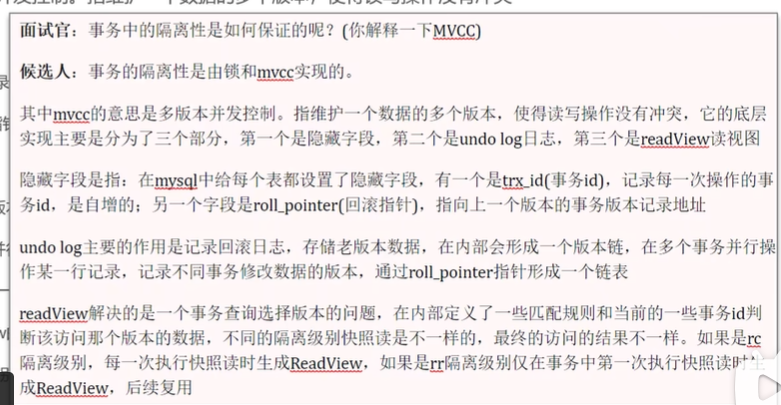 面试官：事务中的隔离性是如何保证的呢？(你解释一下MVCC)
候选人：事务的隔离性是由锁和mvcc实现的。
其中mvcc的意思是多版本并发控制。指维护一个数据的多个版本，使得读写操作没有冲突，它的底层
实现主要是分为了三个部分，第一个是隐藏字段，第二个是undo log日志，第三个是readView读视图
隐藏字段是指：在mysql中给每个表都设置了隐藏字段，有一个是trx_id(事务id)，记录每一次操作的事
务id，是自增的；另一个字段是roll_pointer(回滚指针)，指向上一个版本的事务版本记录地址
undo log主要的作用是记录回滚日志，存储老版本数据，在内部会形成一个版本链，在多个事务并行操
作某一行记录，记录不同事务修改数据的版本，通过roll_pointer指针形成一个链表
readView解决的是一个事务查询选择版本的问题，在内部定义了一些匹配规则和当前的一些事务id判
断该访问那个版本的数据，不同的隔离级别快照读是不一样的，最终的访问的结果不一样。如果是rc
隔离级别，每一次执行快照读时生成ReadView，如果是rr隔离级别仅在事务中第一次执行快照读时生
成ReadView，后续复用